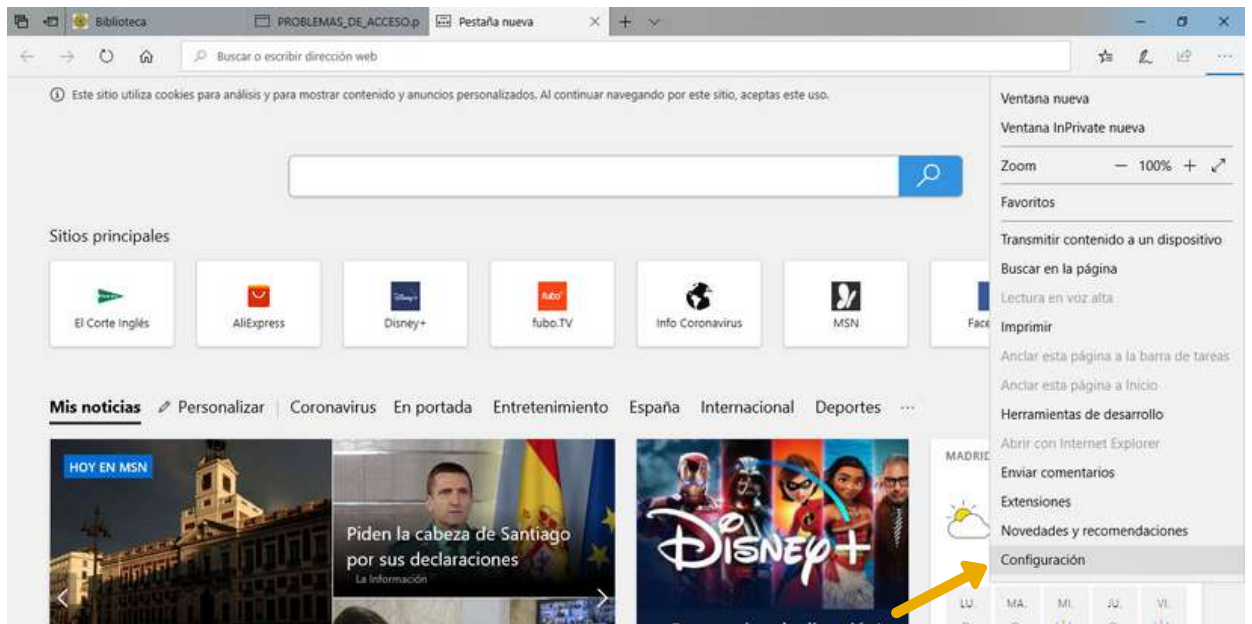 Biblioteca
PROBLEMAS_DE_ACCESO.p
Pestaña nueva
Buscar o escribir dirección web
Este sitio utiliza cookies para análisis y para mostrar contenido y anuncios personalizados. Al continuar navegando por este sitio, aceptas este uso.
Sitios principales
El Corte Inglés
AliExpress
Disney+
fubo.TV
Info Coronavirus
MSN
Face
Mis noticias
Personalizar
Coronavirus
En portada
Entretenimiento
España
Internacional
Deportes
HOY EN MSN
Piden la cabeza de Santiago
por sus declaraciones
La Información
DISNEY+
MADRID
LU. MA. MI. JU. VI.
Ventana nueva
Ventana InPrivate nueva
Zoom — 100% +
Favoritos
Transmitir contenido a un dispositivo
Buscar en la página
Lectura en voz alta
Imprimir
Anclar esta página a la barra de tareas
Anclar esta página a Inicio
Herramientas de desarrollo
Abrir con Internet Explorer
Enviar comentarios
Extensiones
Novedades y recomendaciones
Configuración